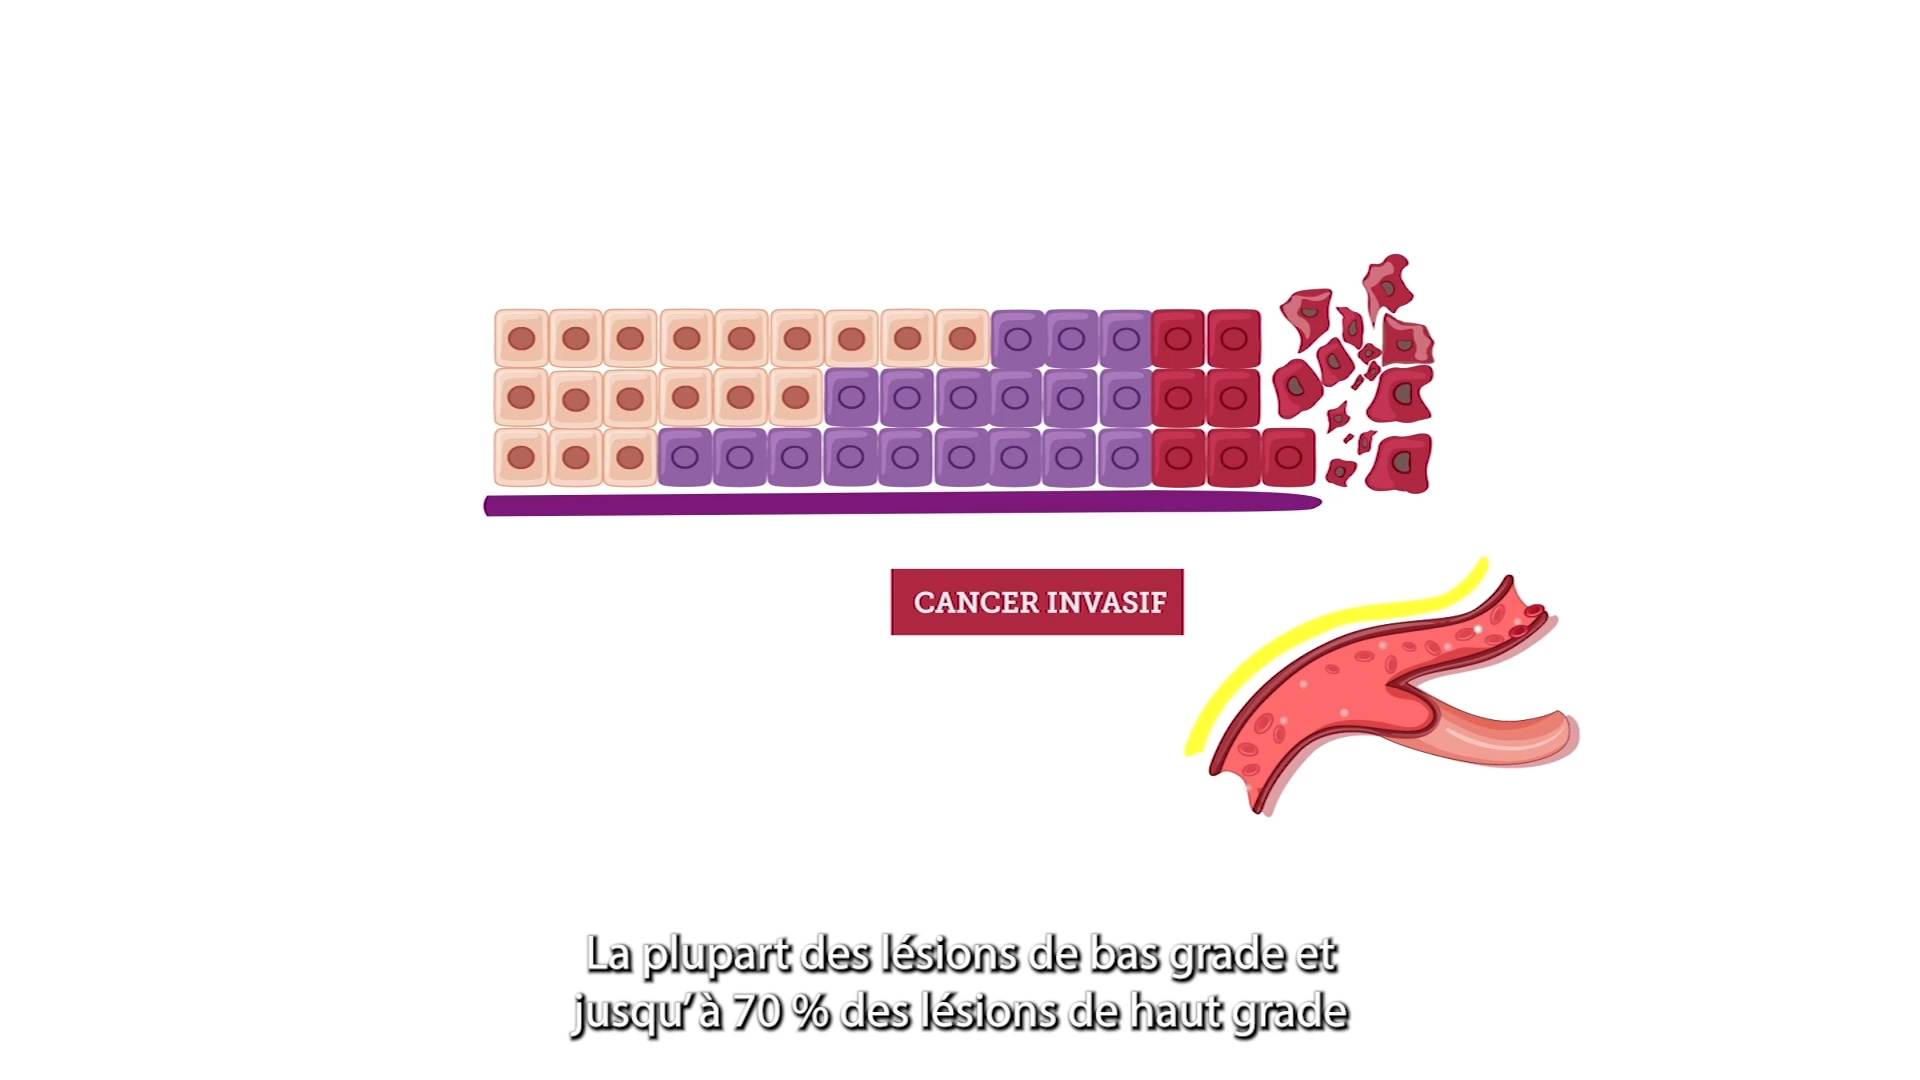 CANCER INVASIF
La plupart des lésions de bas grade et
jusqu’à 70 % des lésions de haut grade